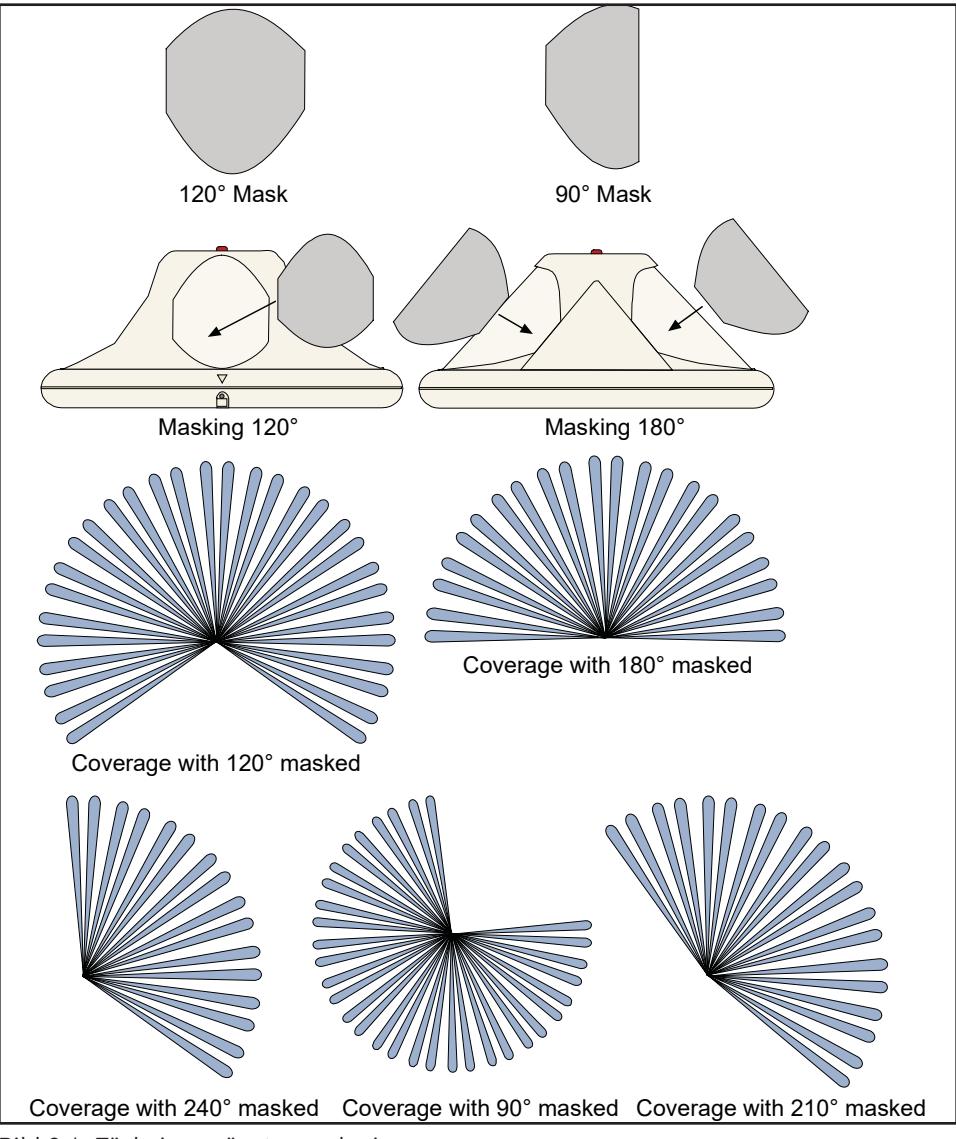 120° Mask
90° Mask
Masking 120°
Masking 180°
Coverage with 180° masked
Coverage with 120° masked
Coverage with 240° masked
Coverage with 90° masked
Coverage with 210° masked